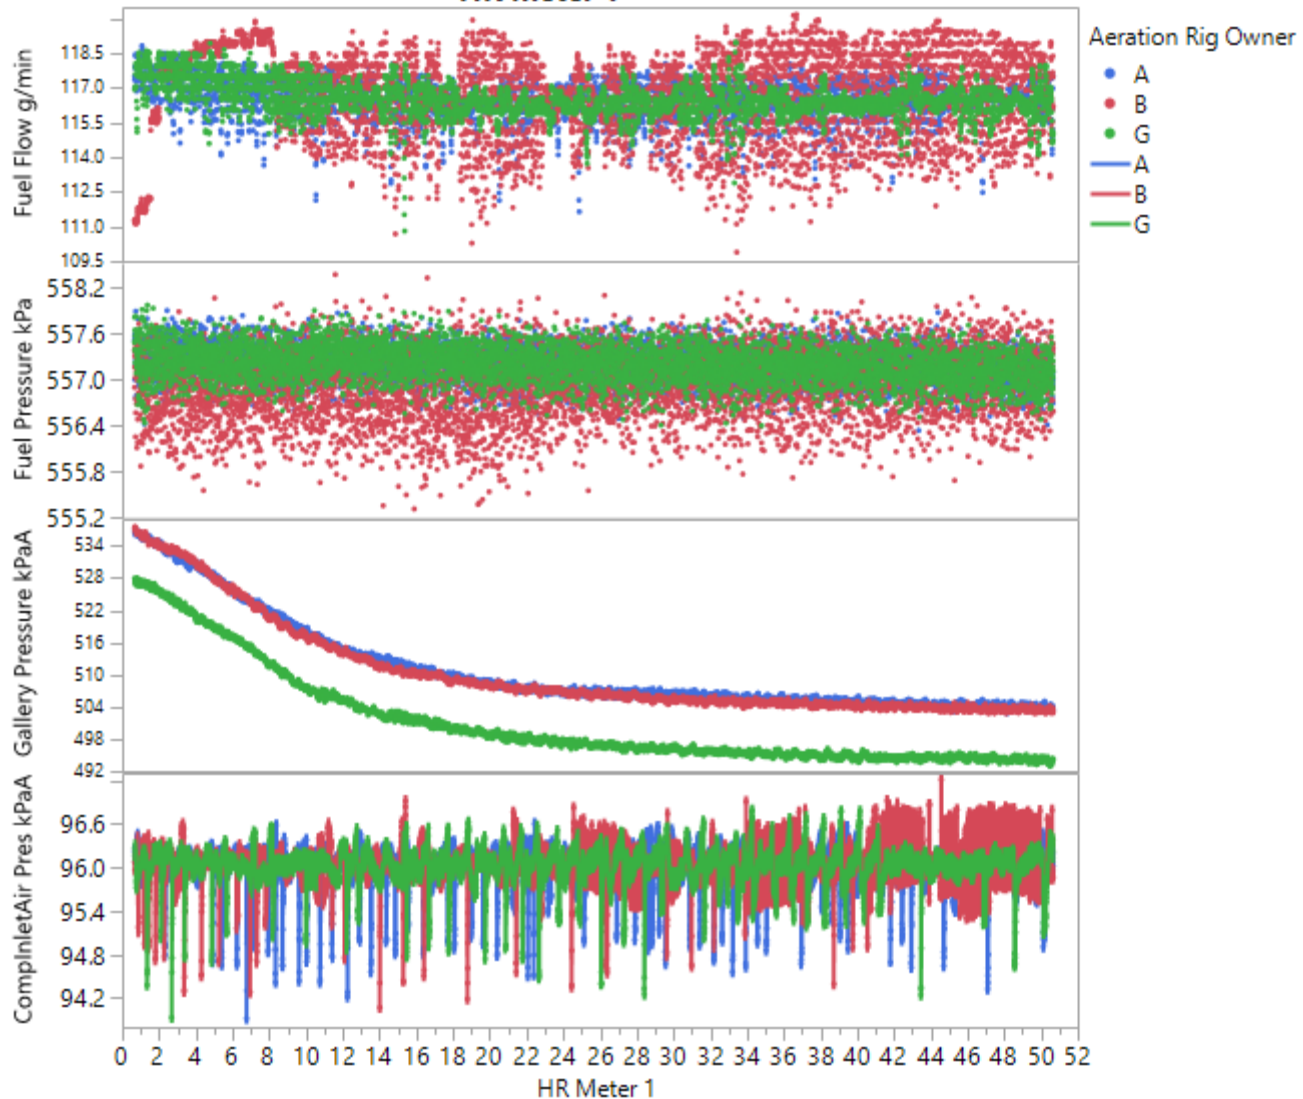 Aeration Rig Owner
A
B
G
A
B
G
Fuel Flow g/min
118.5
117.0
115.5
114.0
112.5
111.0
109.5
Fuel Pressure kPa
558.2
557.6
557.0
556.4
555.8
555.2
Gallery Pressure kPaA
534
528
522
516
510
504
498
492
CompInletAir Pres kPaA
96.6
96.0
95.4
94.8
94.2
0 2 4 6 8 10 12 14 16 18 20 22 24 26 28 30 32 34 36 38 40 42 44 46 48 50 52
HR Meter 1